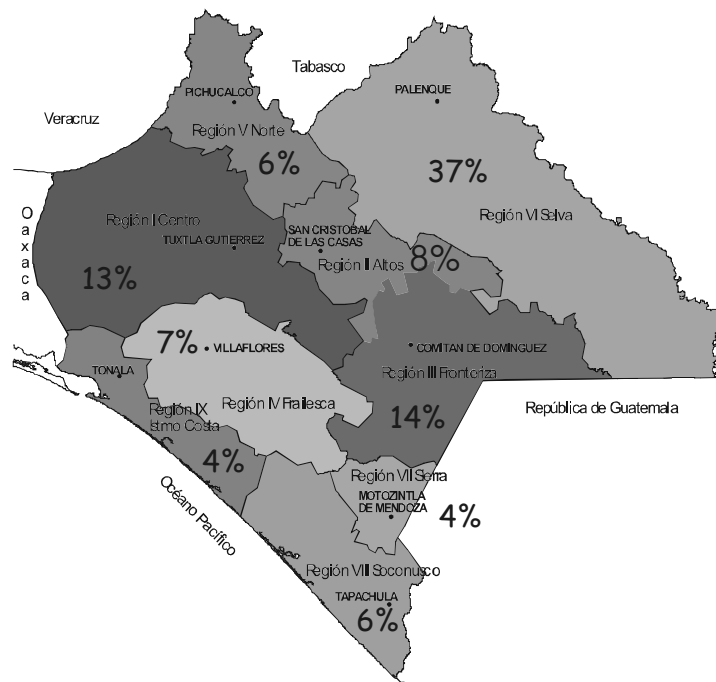 Tabasco
PICHUCALCO
PALENQUE
Veracruz
Región V Norte
6%
37%
Oaxaca
Región I Centro
SAN CRISTOBAL
DE LAS CASAS
Región VI Selva
TUXTLA GUTIERREZ
Región II Altos
8%
13%
7%
VILLAFLORES
COMITAN DE DOMÍNGUEZ
TONALA
Región III Fronteriza
Región IX
Istmo Costa
Región IV Frailesca
14%
República de Guatemala
4%
Región VII Sierra
MOTOZINTLA
DE MENDOZA
4%
Océano Pacífico
Región VIII Soconusco
TAPACHULA
6%